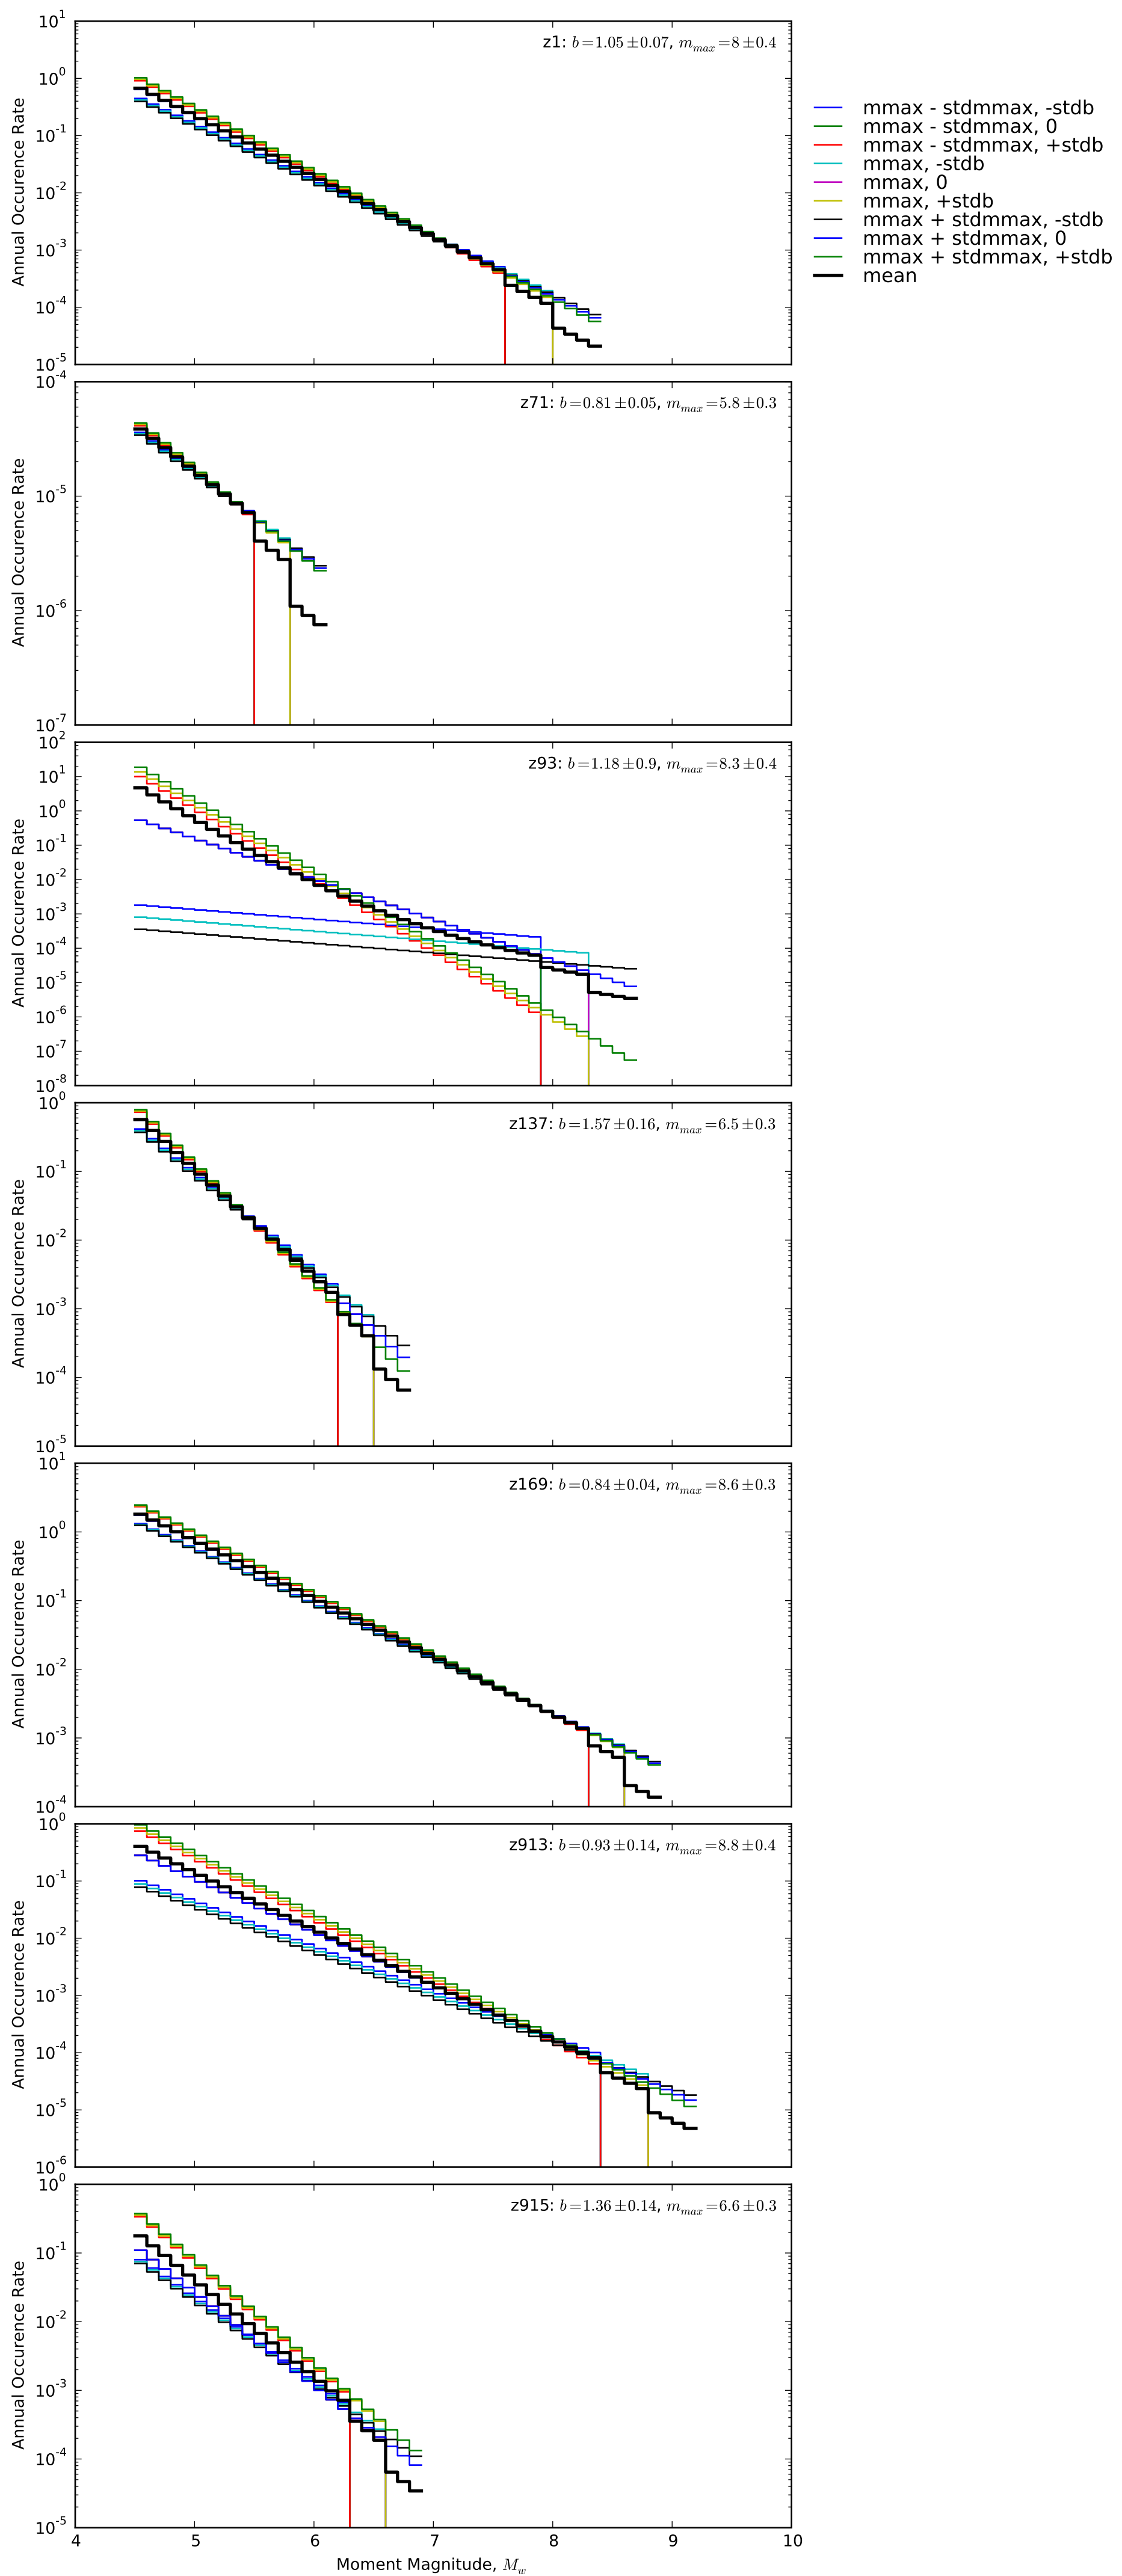 10^1
z1: b=1.05±0.07, m_max=8±0.4
10^0
10^-1
10^-2
10^-3
10^-4
10^-5
Annual Occurence Rate
mmax - stdmmax, -stdb
mmax - stdmmax, 0
mmax - stdmmax, +stdb
mmax, -stdb
mmax, 0
mmax, +stdb
mmax + stdmmax, -stdb
mmax + stdmmax, 0
mmax + stdmmax, +stdb
mean
10^-4
z71: b=0.81±0.05, m_max=5.8±0.3
10^-5
10^-6
10^-7
Annual Occurence Rate
10^2
z93: b=1.18±0.9, m_max=8.3±0.4
10^1
10^0
10^-1
10^-2
10^-3
10^-4
10^-5
10^-6
10^-7
10^-8
Annual Occurence Rate
10^0
z137: b=1.57±0.16, m_max=6.5±0.3
10^-1
10^-2
10^-3
10^-4
10^-5
Annual Occurence Rate
10^1
z169: b=0.84±0.04, m_max=8.6±0.3
10^0
10^-1
10^-2
10^-3
10^-4
Annual Occurence Rate
10^0
z913: b=0.93±0.14, m_max=8.8±0.4
10^-1
10^-2
10^-3
10^-4
10^-5
10^-6
Annual Occurence Rate
10^0
z915: b=1.36±0.14, m_max=6.6±0.3
10^-1
10^-2
10^-3
10^-4
10^-5
Annual Occurence Rate
4 5 6 7 8 9 10
Moment Magnitude, M_w